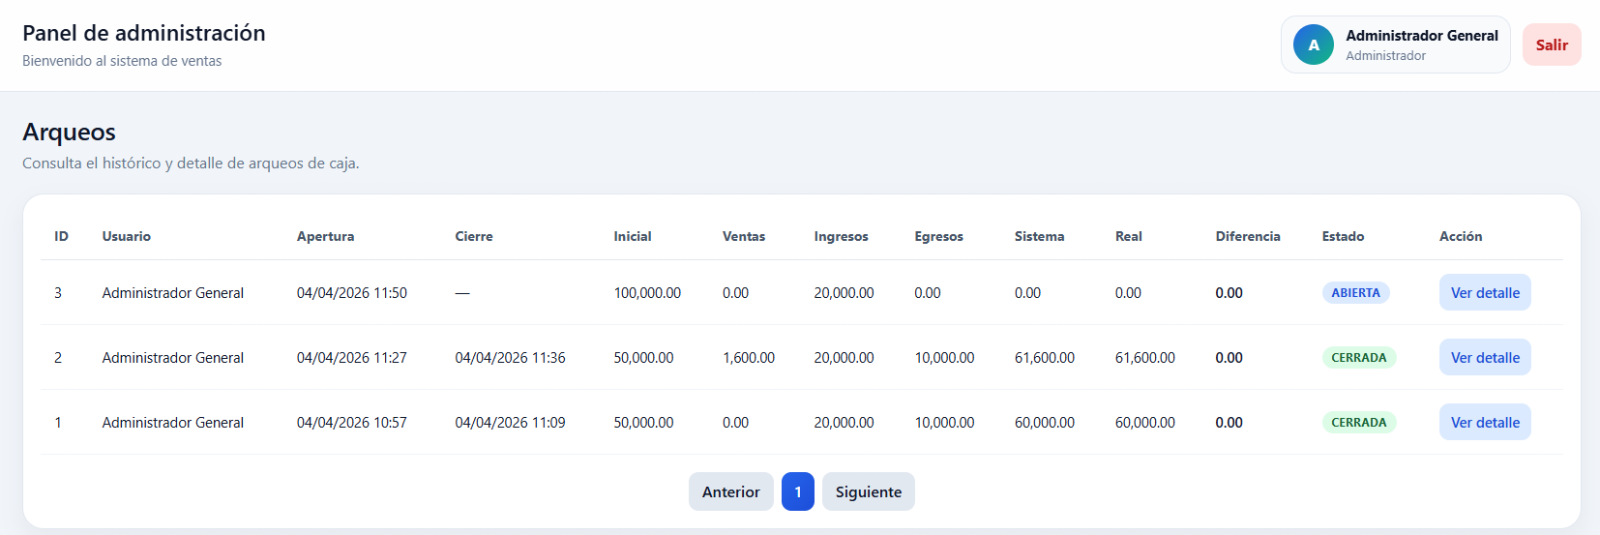 Panel de administración
Bienvenido al sistema de ventas
A
Administrador General
Administrador
Salir
Arqueos
Consulta el histórico y detalle de arqueos de caja.
ID Usuario Apertura Cierre Inicial Ventas Ingresos Egresos Sistema Real Diferencia Estado Acción
3 Administrador General 04/04/2026 11:50 — 100,000.00 0.00 20,000.00 0.00 0.00 0.00 0.00 ABIERTA Ver detalle
2 Administrador General 04/04/2026 11:27 04/04/2026 11:36 50,000.00 1,600.00 20,000.00 10,000.00 61,600.00 61,600.00 0.00 CERRADA Ver detalle
1 Administrador General 04/04/2026 10:57 04/04/2026 11:09 50,000.00 0.00 20,000.00 10,000.00 60,000.00 60,000.00 0.00 CERRADA Ver detalle
Anterior 1 Siguiente